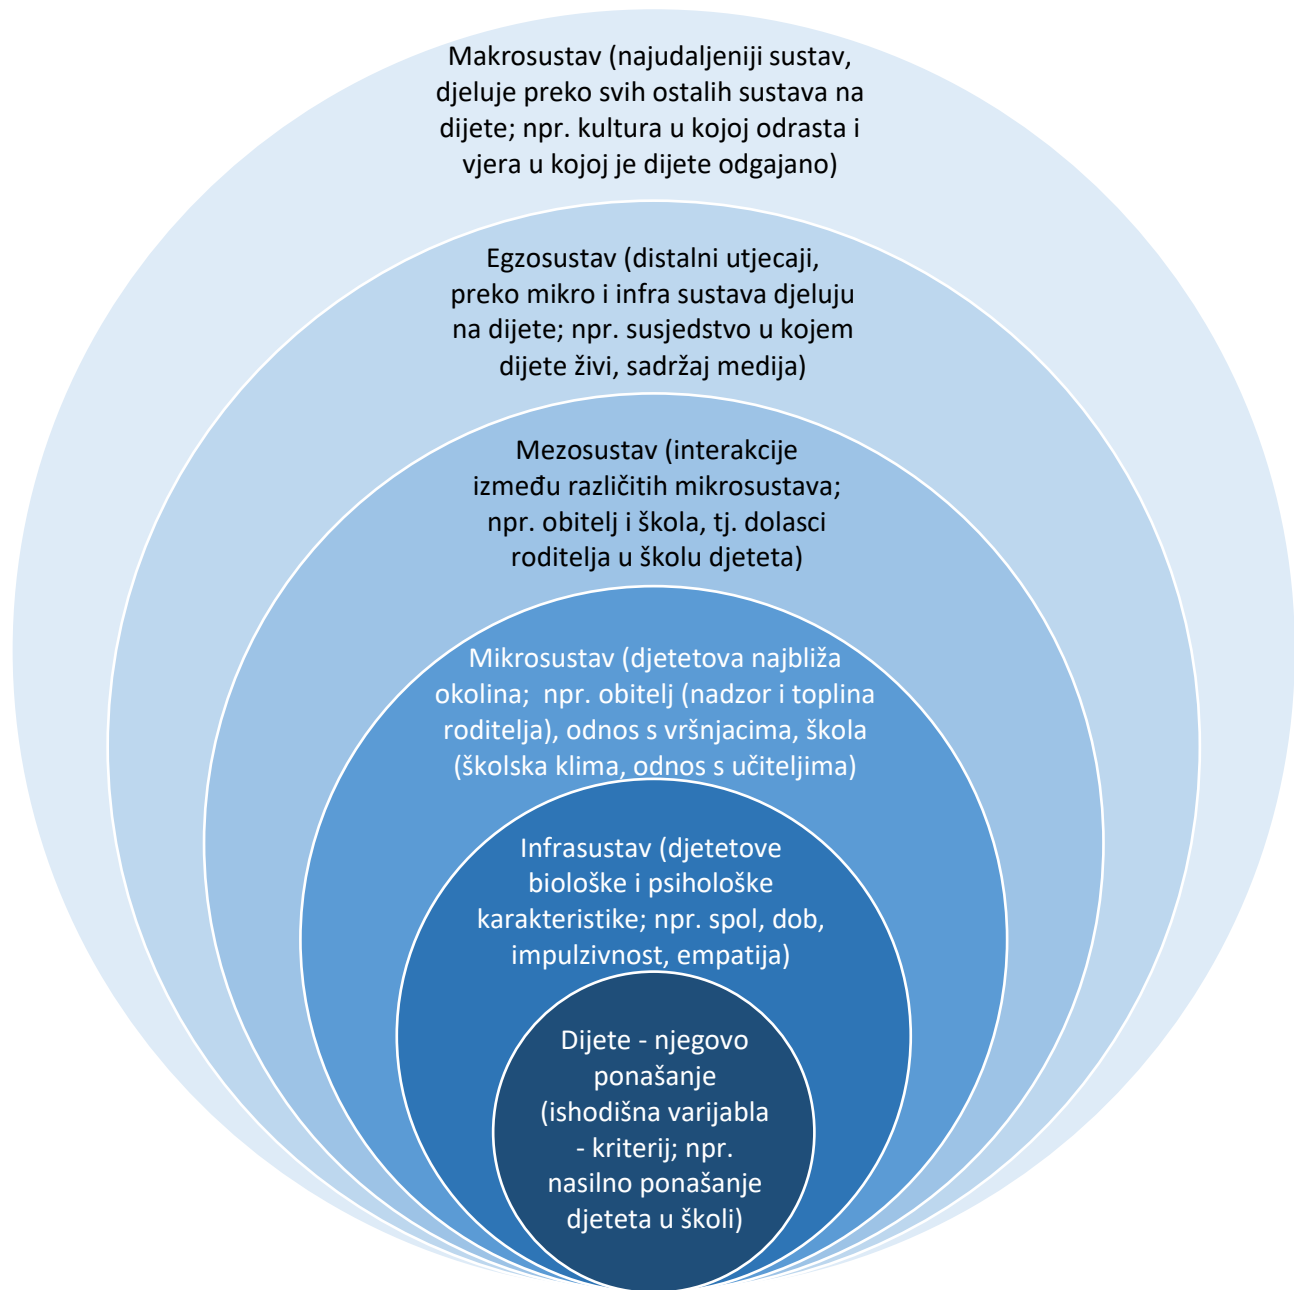 Makrosustav (najudaljeniji sustav,
djeluje preko svih ostalih sustava na
dijete; npr. kultura u kojoj odrasta i
vjera u kojoj je dijete odgajano)
Egzosustav (distalni utjecaji,
preko mikro i infra sustava djeluju
na dijete; npr. susjedstvo u kojem
dijete živi, sadržaj medija)
Mezosustav (interakcije
između različitih mikrosustava;
npr. obitelj i škola, tj. dolasci
roditelja u školu djeteta)
Mikrosustav (djetetova najbliža
okolina;  npr. obitelj (nadzor i toplina
roditelja), odnos s vršnjacima, škola
(školska klima, odnos s učiteljima)
Infrasustav (djetetove
biološke i psihološke
karakteristike; npr. spol, dob,
impulzivnost, empatija)
Dijete - njegovo
ponašanje
(ishodišna varijabla
- kriterij; npr.
nasilno ponašanje
djeteta u školi)